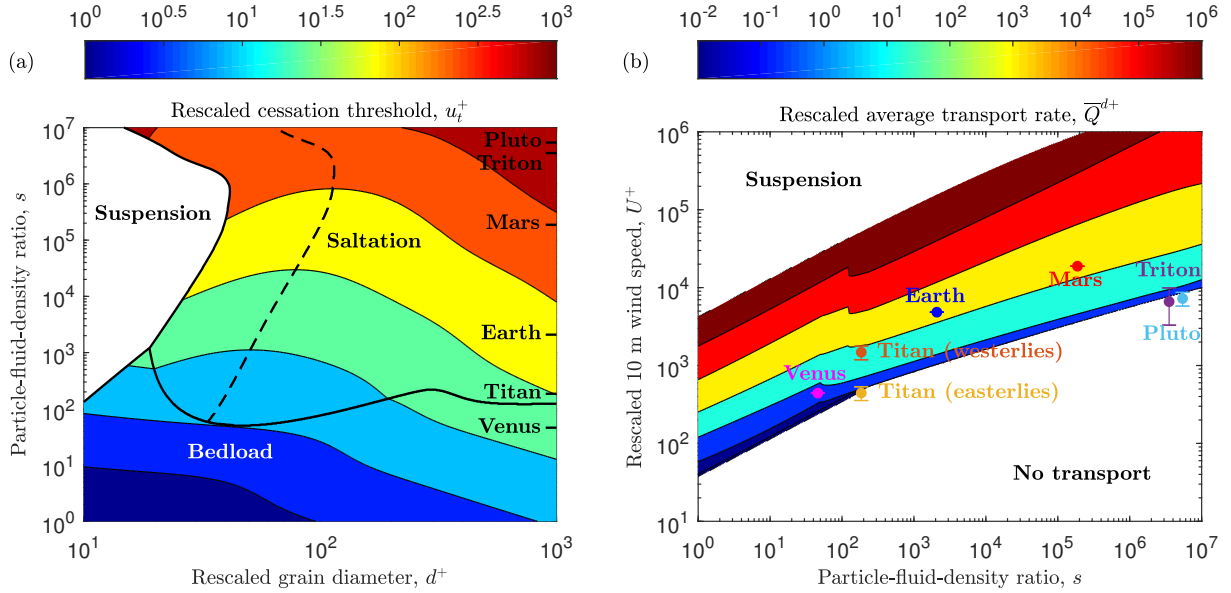 (a)
10^0 10^{0.5} 10^1 10^{1.5} 10^2 10^{2.5} 10^3
Rescaled cessation threshold, u_t^+
Particle-fluid-density ratio, s
10^7
10^6
10^5
10^4
10^3
10^2
10^1
10^0
Pluto
Triton
Suspension
Mars
Saltation
Earth
Titan
Venus
Bedload
10^1 10^2 10^3
Rescaled grain diameter, d^+
(b)
10^{-2} 10^{-1} 10^0 10^1 10^2 10^3 10^4 10^5 10^6
Rescaled average transport rate, \overline{Q}^{d+}
Rescaled 10 m wind speed, U^+
10^6
10^5
10^4
10^3
10^2
10^1
Suspension
Triton
Mars
Earth
Pluto
Titan (westerlies)
Venus
Titan (easterlies)
No transport
10^0 10^1 10^2 10^3 10^4 10^5 10^6 10^7
Particle-fluid-density ratio, s